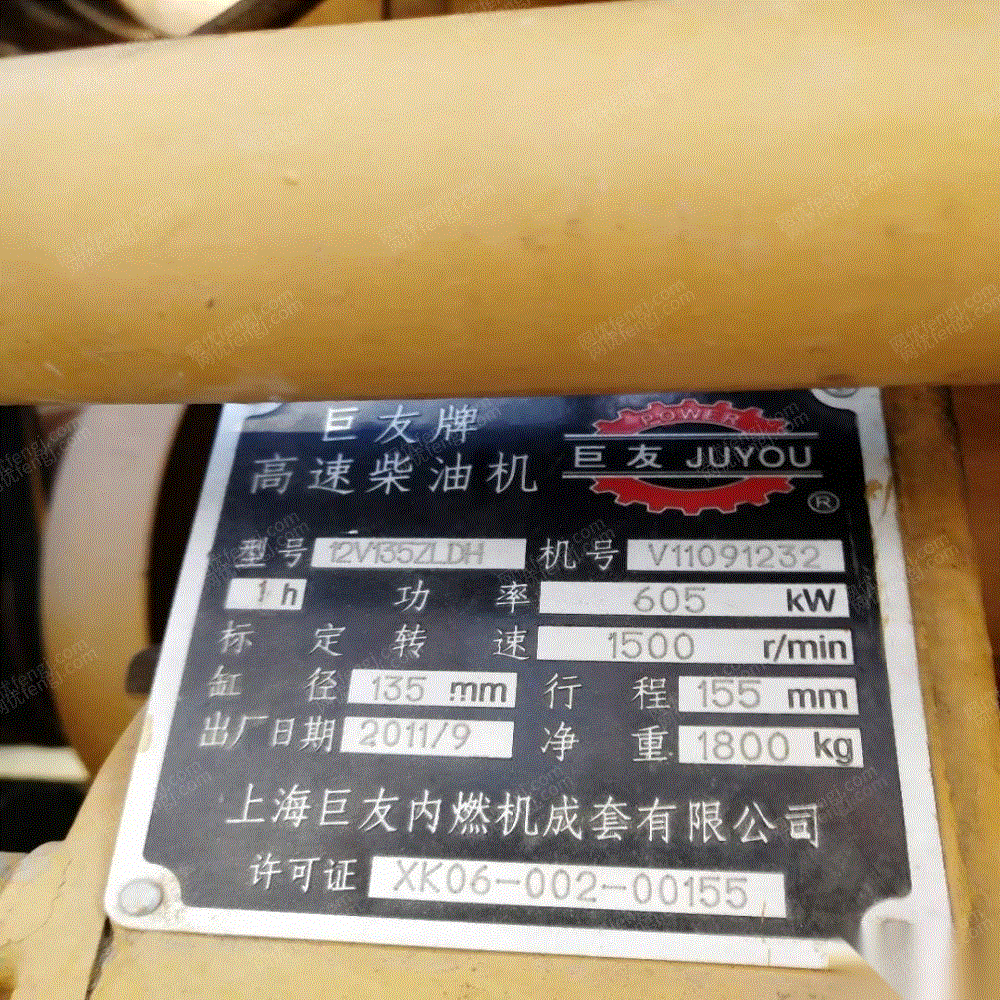 巨友牌
POWER
高速柴油机
巨友 JUYOU
®
型号 12V135ZLDH 机号 V11091232
1h 功率 605 kW
标定转速 1500 r/min
缸径 135 mm 行程 155 mm
出厂日期 2011/9 净重 1800 kg
上海巨友内燃机成套有限公司
许可证 XK06-002-00155